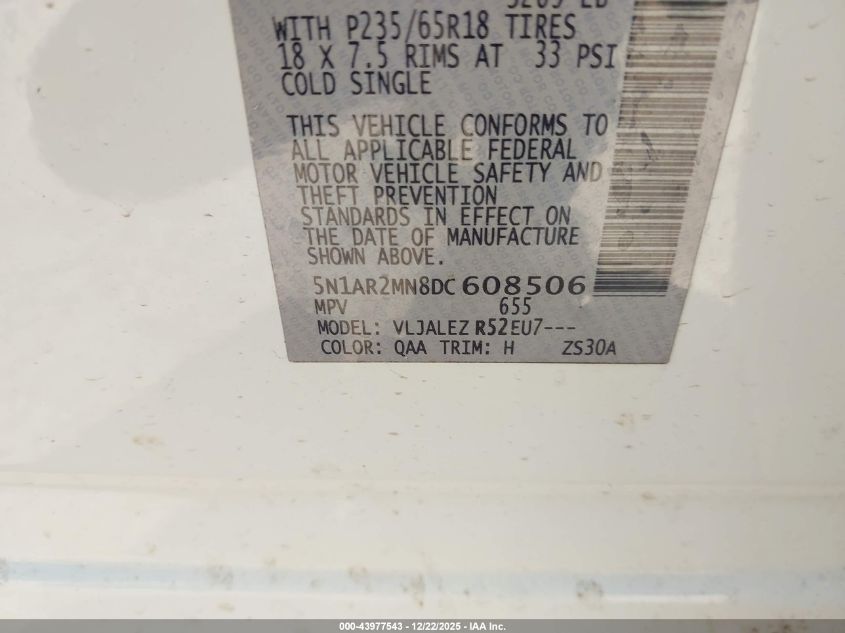 WITH P235/65R18 TIRES
18 X 7.5 RIMS AT 33 PSI
COLD SINGLE
THIS VEHICLE CONFORMS TO
ALL APPLICABLE FEDERAL
MOTOR VEHICLE SAFETY AND
THEFT PREVENTION
STANDARDS IN EFFECT ON
THE DATE OF MANUFACTURE
SHOWN ABOVE.
5N1AR2MN8DC608506
MPV 655
MODEL: VLJALEZ R52EU7---
COLOR: QAA TRIM: H ZS30A
000-43977543 - 12/22/2025 - IAA Inc.